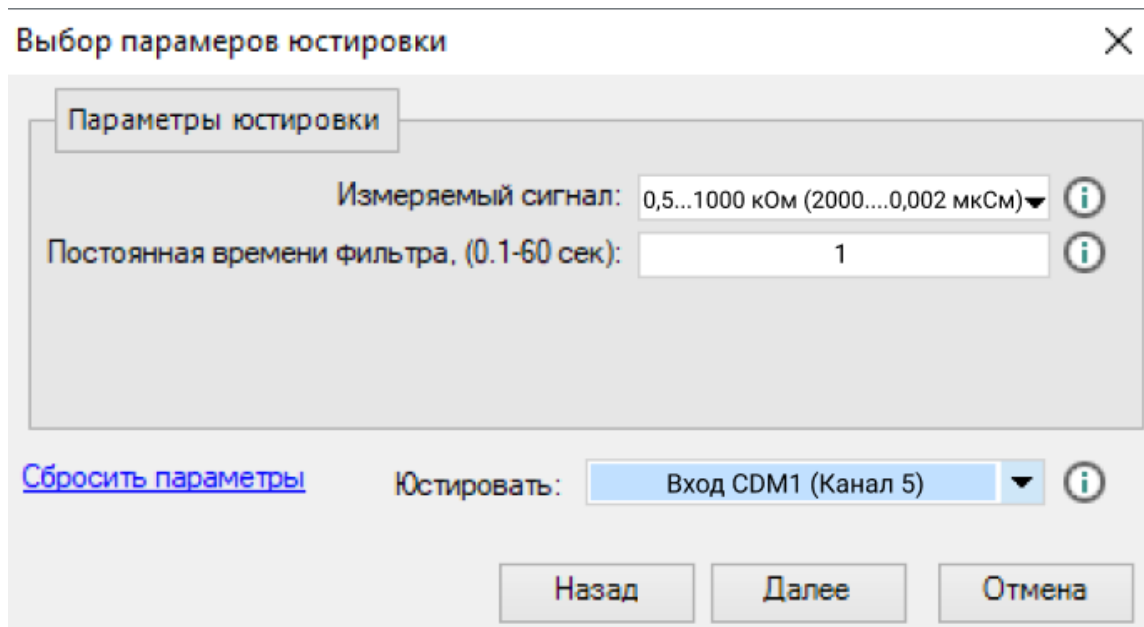 Выбор парамеров юстировки
Параметры юстировки
Измеряемый сигнал: 0,5...1000 кОм (2000....0,002 мкСм)
Постоянная времени фильтра, (0.1-60 сек): 1
Сбросить параметры Юстировать: Вход CDM1 (Канал 5)
Назад Далее Отмена